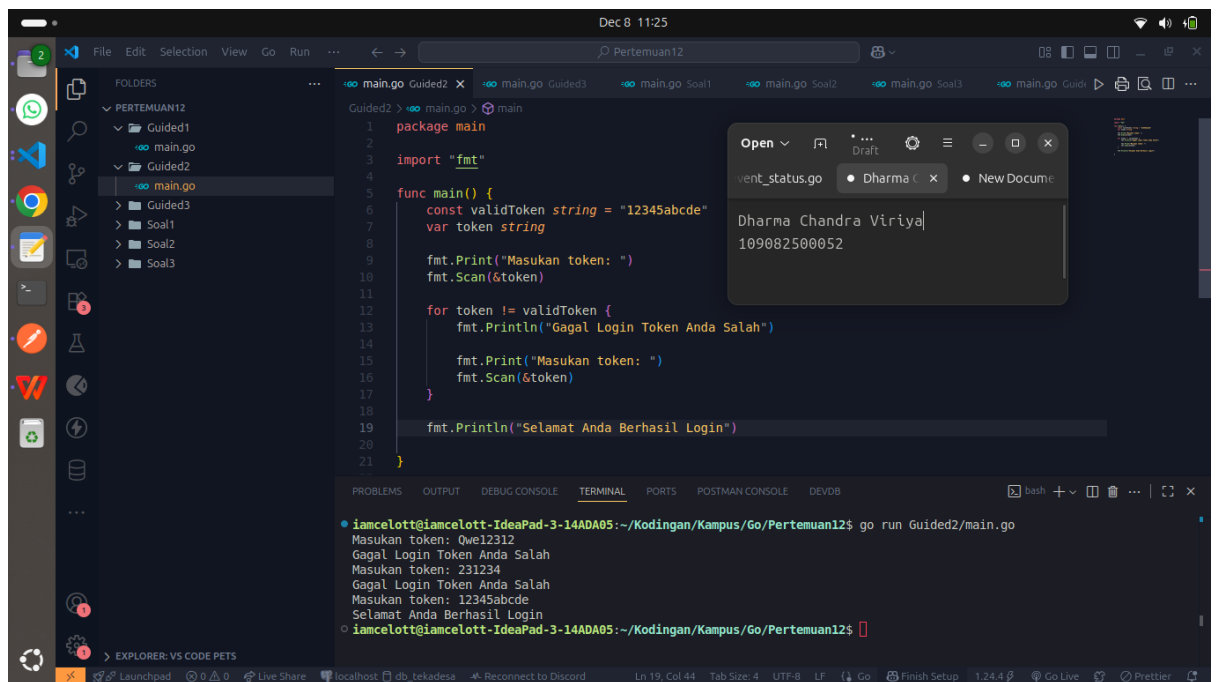 Dec 8 11:25
2
File Edit Selection View Go Run ···
Pertemuan12
FOLDERS ···
PERTEMUAN12
Guided1
main.go
Guided2
main.go
Guided3
Soal1
Soal2
Soal3
main.go Guided2
main.go Guided3
main.go Soal1
main.go Soal2
main.go Soal3
main.go
Guided2 > main.go > main
1 package main
2
3 import "fmt"
4
5 func main() {
6 const validToken string = "12345abcde"
7 var token string
8
9 fmt.Print("Masukan token: ")
10 fmt.Scan(&token)
11
12 for token != validToken {
13 fmt.Println("Gagal Login Token Anda Salah")
14
15 fmt.Print("Masukan token: ")
16 fmt.Scan(&token)
17 }
18
19 fmt.Println("Selamat Anda Berhasil Login")
20
21 }
Open
Draft
vent_status.go
Dharma
New Docume
Dharma Chandra Viriya
109082500052
PROBLEMS OUTPUT DEBUG CONSOLE TERMINAL PORTS POSTMAN CONSOLE DEVDB
bash
iamcelott@iamcelott-IdeaPad-3-14ADA05:~/Kodingan/Kampus/Go/Pertemuan12$ go run Guided2/main.go
Masukan token: Qwe12312
Gagal Login Token Anda Salah
Masukan token: 231234
Gagal Login Token Anda Salah
Masukan token: 12345abcde
Selamat Anda Berhasil Login
iamcelott@iamcelott-IdeaPad-3-14ADA05:~/Kodingan/Kampus/Go/Pertemuan12$
3
1
1
EXPLORER: VS CODE PETS
Launchpad 0 0 Live Share localhost db_tekadesa Reconnect to Discord Ln 19, Col 44 Tab Size: 4 UTF-8 LF Go Finish Setup 1.24.4 Go Live Prettier